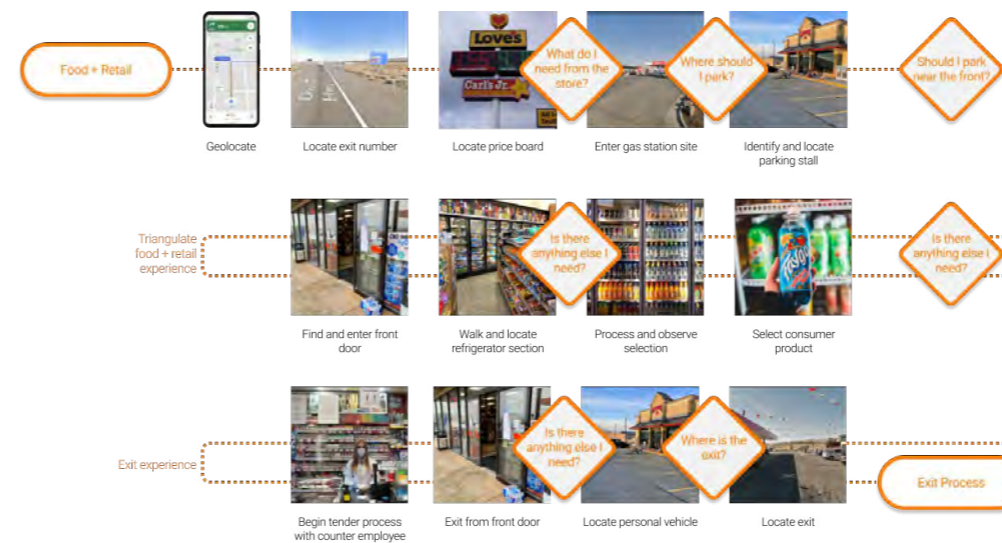 Food + Retail
Love's
Carl's Jr.
What do I
need from the
store?
Where should
I park?
Should I park
near the front?
Geolocate
Locate exit number
Locate price board
Enter gas station site
Identify and locate
parking stall
Triangulate
food + retail
experience
Is there
anything else I
need?
Is there
anything else I
need?
Find and enter front
door
Walk and locate
refrigerator section
Process and observe
selection
Select consumer
product
Exit experience
Is there
anything else I
need?
Where is the
exit?
Exit Process
Begin tender process
with counter employee
Exit from front door
Locate personal vehicle
Locate exit